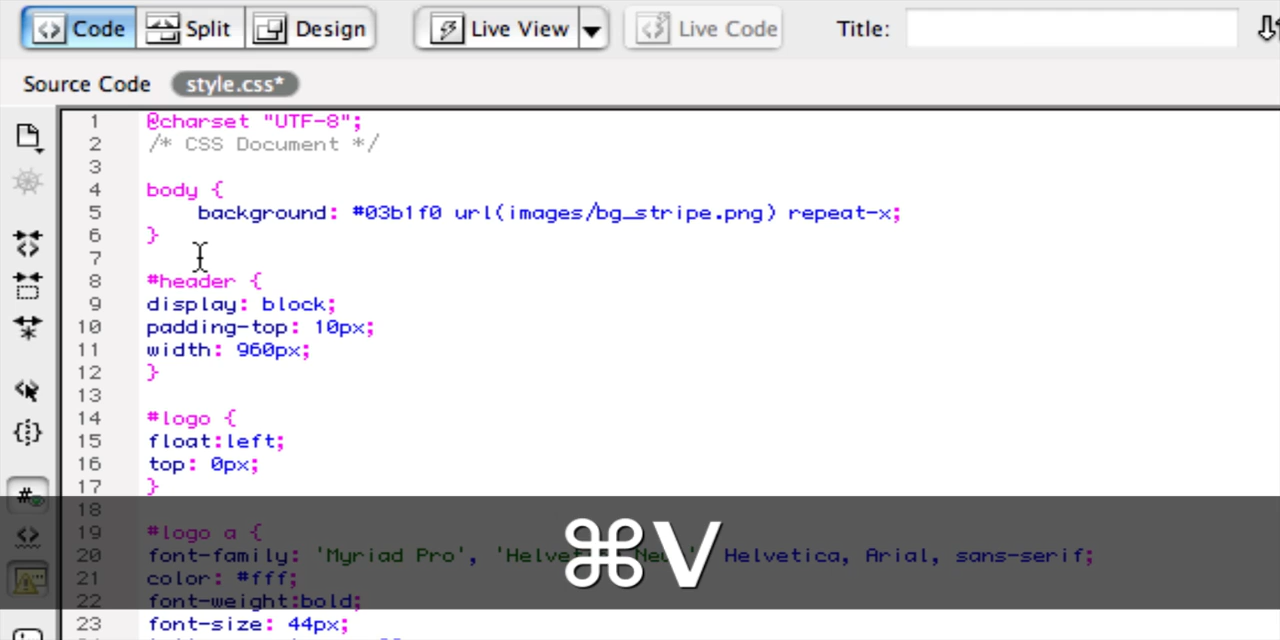 Code Split Design Live View Live Code Title:
Source Code style.css*
1 @charset "UTF-8";
2 /* CSS Document */
3
4 body {
5 background: #03b1f0 url(images/bg_stripe.png) repeat-x;
6 }
7
8 #header {
9 display: block;
10 padding-top: 10px;
11 width: 960px;
12 }
13
14 #logo {
15 float:left;
16 top: 0px;
17 }
18
19 #logo a {
20 font-family: 'Myriad Pro', Helvetica, Arial, sans-serif;
21 color: #fff;
22 font-weight:bold;
23 font-size: 44px;
⌘V